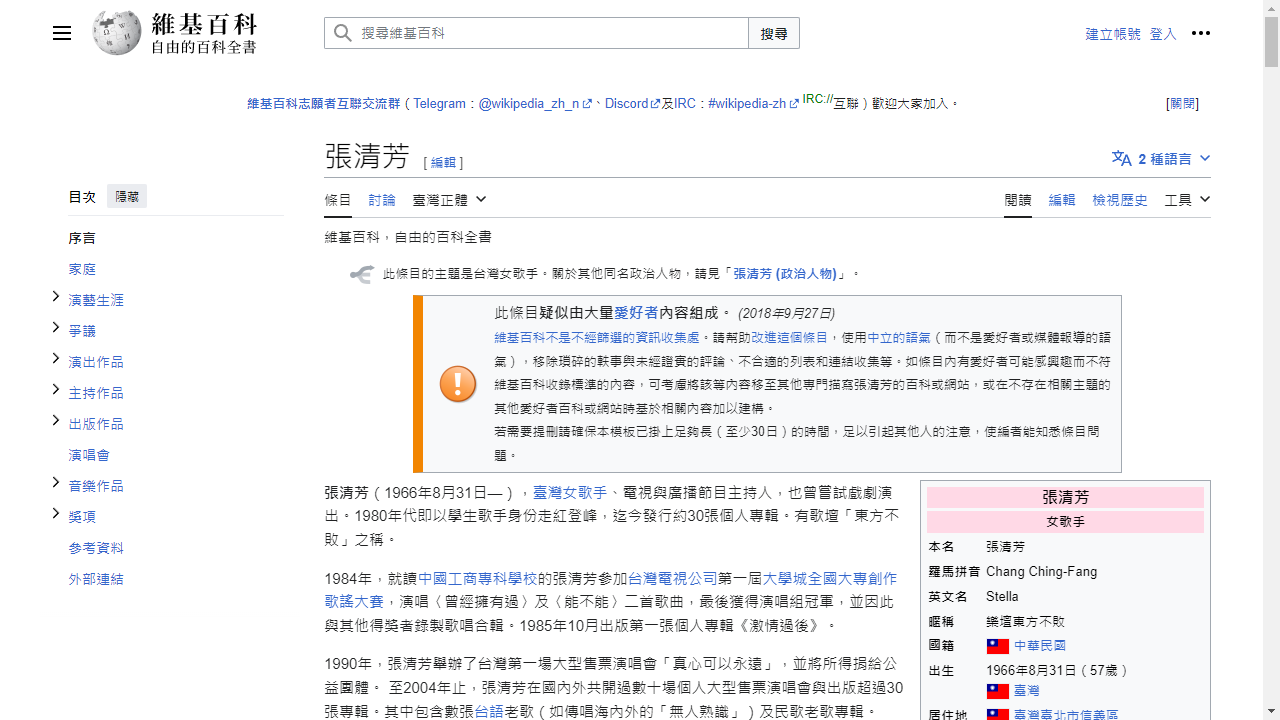 維基百科
自由的百科全書
搜尋維基百科
搜尋
建立帳號 登入
維基百科志願者互聯交流群（Telegram：@wikipedia_zh_n、Discord及IRC：#wikipedia-zh IRC://互聯）歡迎大家加入。
[關閉]
張清芳 [ 編輯 ]
2 種語言
目次 隱藏
序言
家庭
演藝生涯
爭議
演出作品
主持作品
出版作品
演唱會
音樂作品
獎項
參考資料
外部連結
條目 討論 臺灣正體
閱讀 編輯 檢視歷史 工具
維基百科，自由的百科全書
此條目的主題是台灣女歌手。關於其他同名政治人物，請見「張清芳 (政治人物)」。
此條目疑似由大量愛好者內容組成。 (2018年9月27日)
維基百科不是不經篩選的資訊收集處。請幫助改進這個條目，使用中立的語氣（而不是愛好者或媒體報導的語
氣），移除瑣碎的軼事與未經證實的評論、不合適的列表和連結收集等。如條目內有愛好者可能感興趣而不符
維基百科收錄標準的內容，可考慮將該等內容移至其他專門描寫張清芳的百科或網站，或在不存在相關主題的
其他愛好者百科或網站時基於相關內容加以建構。
若需要提刪請確保本模板已掛上足夠長（至少30日）的時間，足以引起其他人的注意，使編者能知悉條目問
題。
張清芳（1966年8月31日—），臺灣女歌手、電視與廣播節目主持人，也曾嘗試戲劇演
出。1980年代即以學生歌手身份走紅登峰，迄今發行約30張個人專輯。有歌壇「東方不
敗」之稱。
1984年，就讀中國工商專科學校的張清芳參加台灣電視公司第一屆大學城全國大專創作
歌謠大賽，演唱〈曾經擁有過〉及〈能不能〉二首歌曲，最後獲得演唱組冠軍，並因此
與其他得獎者錄製歌唱合輯。1985年10月出版第一張個人專輯《激情過後》。
1990年，張清芳舉辦了台灣第一場大型售票演唱會「真心可以永遠」，並將所得捐給公
益團體。 至2004年止，張清芳在國內外共開過數十場個人大型售票演唱會與出版超過30
張專輯。其中包含數張台語老歌（如傳唱海內外的「無人熟識」）及民歌老歌專輯。
張清芳
女歌手
本名 張清芳
羅馬拼音 Chang Ching-Fang
英文名 Stella
暱稱 樂壇東方不敗
國籍 中華民國
出生 1966年8月31日（57歲）
臺灣
居住地 臺灣臺北市信義區